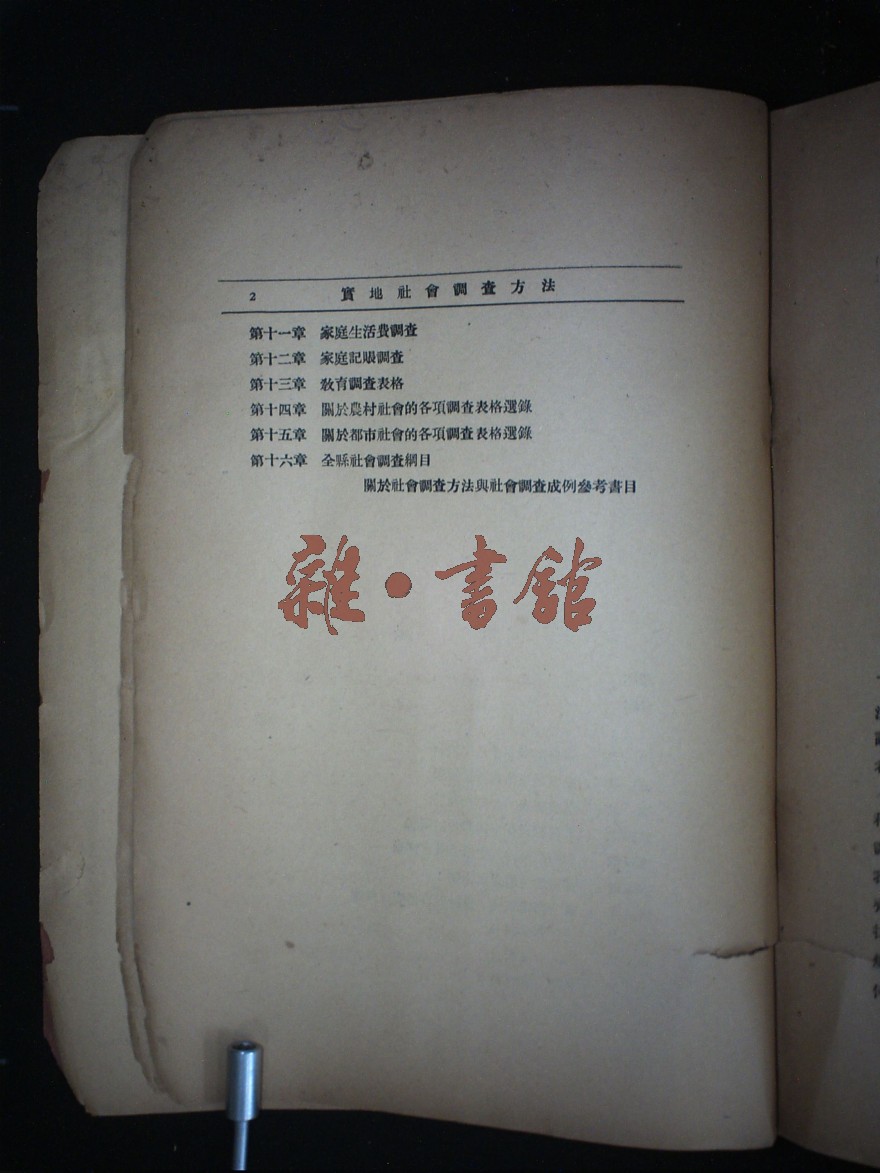 2 實地社會調查方法
第十一章 家庭生活費調查
第十二章 家庭記賬調查
第十三章 敎育調查表格
第十四章 關於農村社會的各項調查表格選錄
第十五章 關於都市社會的各項調查表格選錄
第十六章 全縣社會調查綱目
關於社會調查方法與社會調查成例參考書目
雜·書館